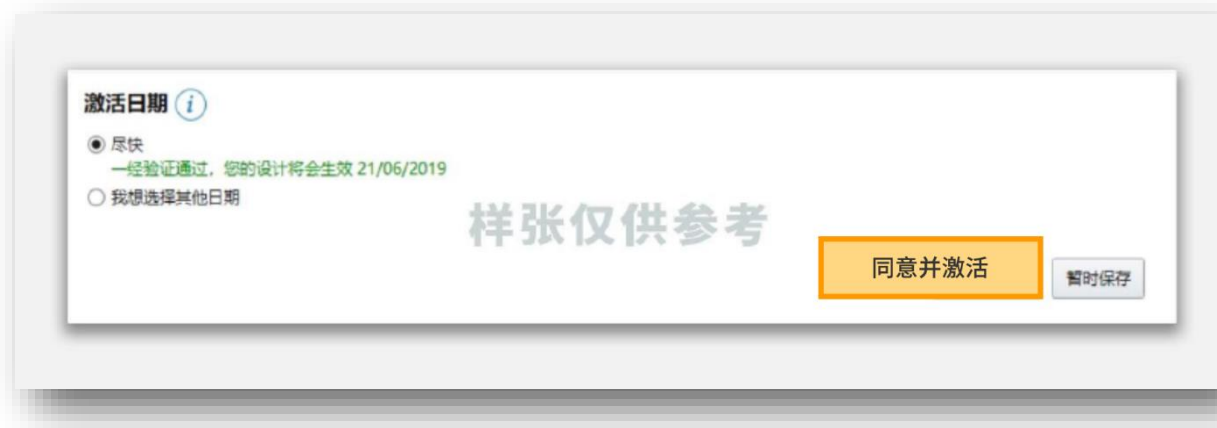 激活日期 i
尽快
一经验证通过，您的设计将会生效 21/06/2019
我想选择其他日期
样张仅供参考
同意并激活
暂时保存